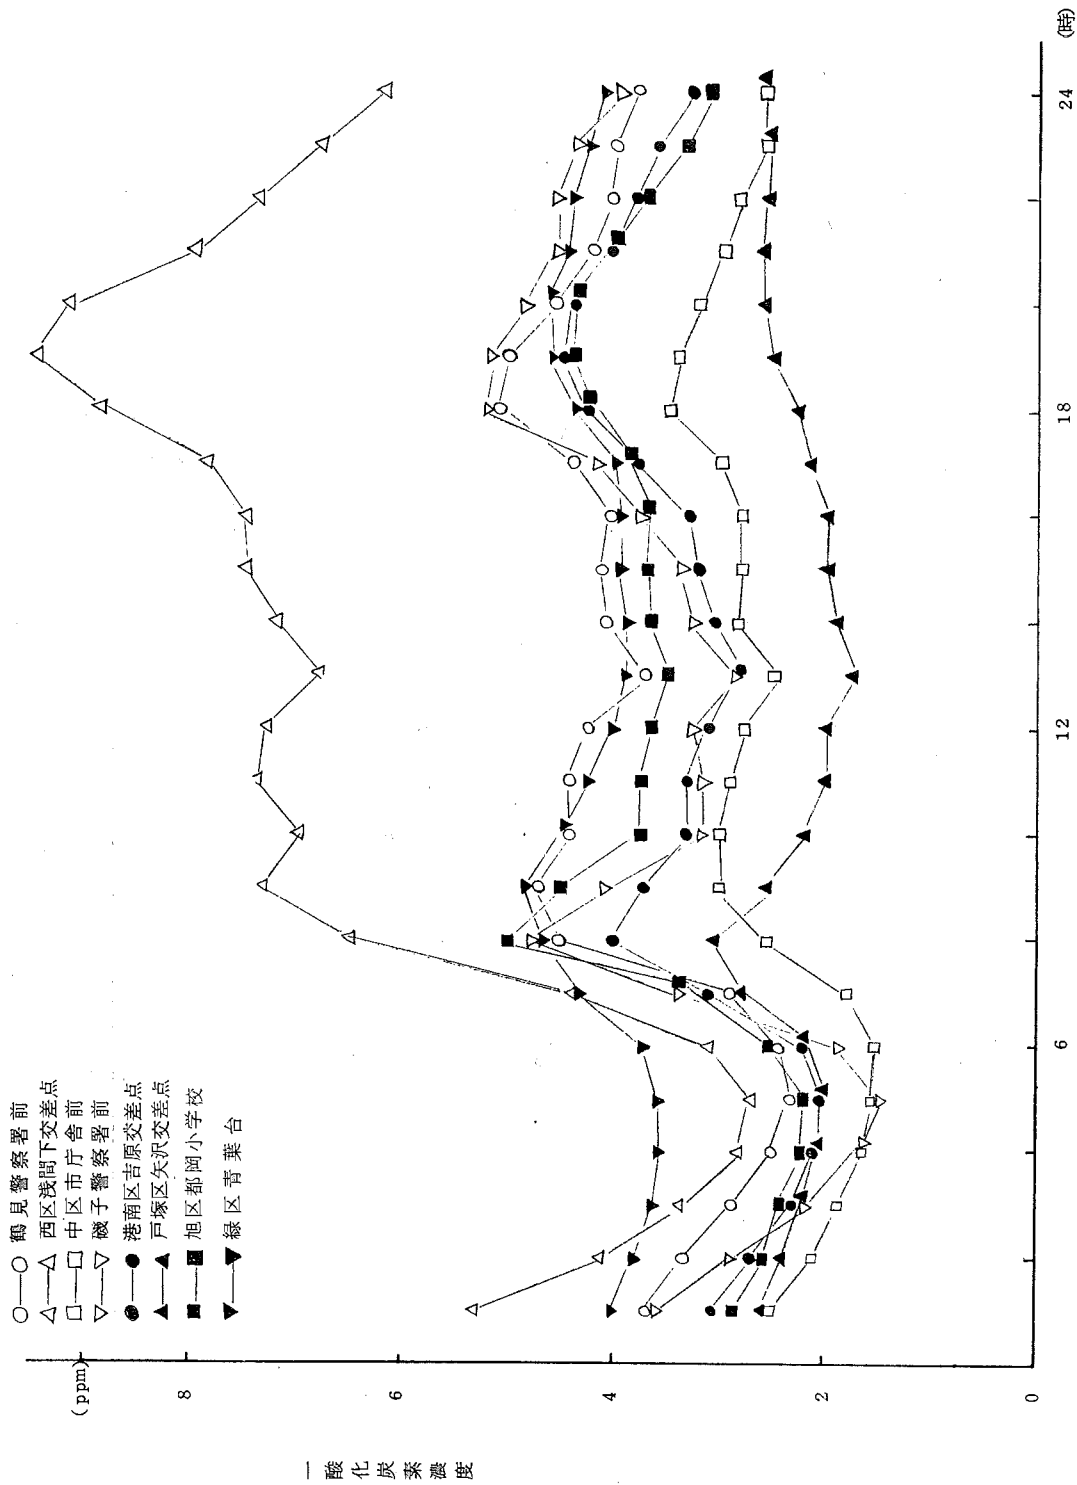 鶴見警察署前
西区浅間下交差点
中区市庁舎前
磯子警察署前
港南区吉原交差点
戸塚区矢沢交差点
旭区都岡小学校
緑区青葉台
(ppm)
8
6
4
2
0
一酸化炭素濃度
6
12
18
24
(時)